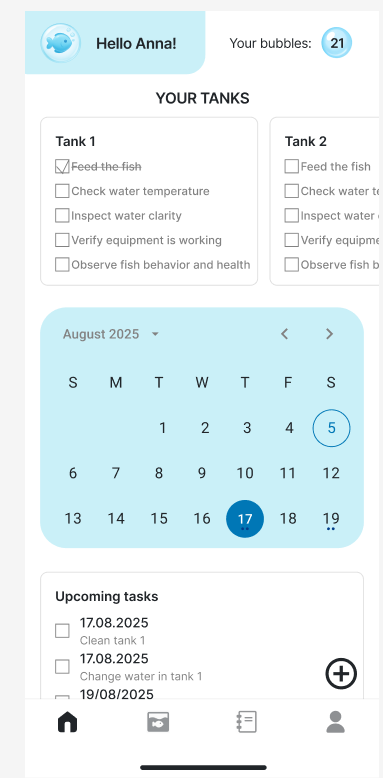 Hello Anna!
Your bubbles: 21
YOUR TANKS
Tank 1
Feed the fish
Check water temperature
Inspect water clarity
Verify equipment is working
Observe fish behavior and health
Tank 2
Feed the fish
Check water te
Inspect water
Verify equipme
Observe fish b
August 2025
S M T W T F S
1 2 3 4 5
6 7 8 9 10 11 12
13 14 15 16 17 18 19
Upcoming tasks
17.08.2025
Clean tank 1
17.08.2025
Change water in tank 1
19/08/2025